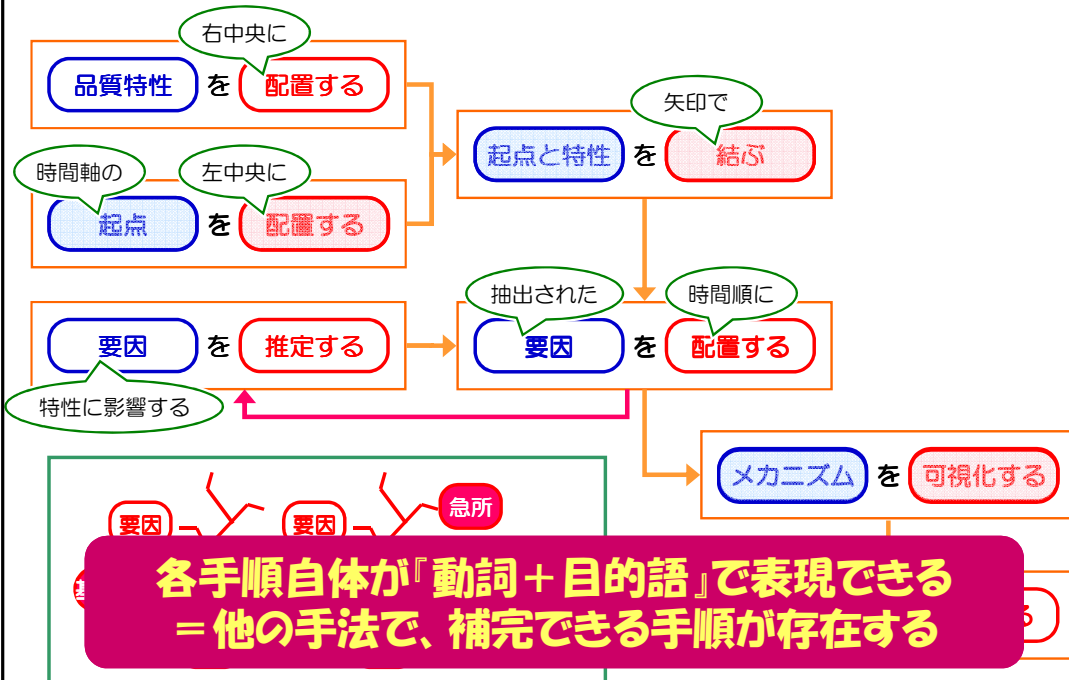 右中央に
品質特性 を 配置する
時間軸の
左中央に
起点 を 配置する
矢印で
起点と特性 を 結ぶ
要因 を 推定する
特性に影響する
抽出された
時間順に
要因 を 配置する
メカニズム を 可視化する
要因
要因
急所
各手順自体が『動詞＋目的語』で表現できる
＝他の手法で、補完できる手順が存在する
る